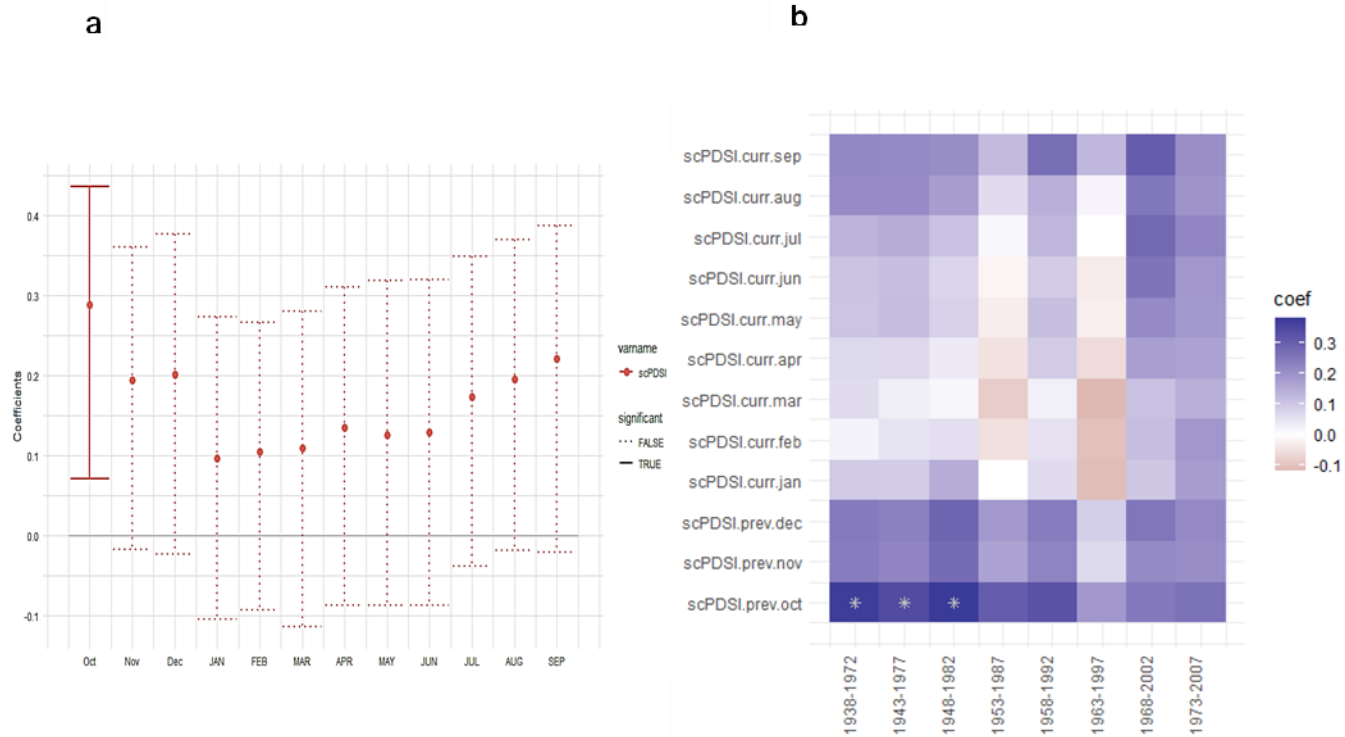 a
b
0.4
0.3
0.2
0.1
0.0
-0.1
Coefficients
Oct Nov Dec JAN FEB MAR APR MAY JUN JUL AUG SEP
varname
scPDSI
significant
FALSE
TRUE
scPDSI.curr.sep
scPDSI.curr.aug
scPDSI.curr.jul
scPDSI.curr.jun
scPDSI.curr.may
scPDSI.curr.apr
scPDSI.curr.mar
scPDSI.curr.feb
scPDSI.curr.jan
scPDSI.prev.dec
scPDSI.prev.nov
scPDSI.prev.oct
* * *
1938-1972
1943-1977
1948-1982
1953-1987
1958-1992
1963-1997
1968-2002
1973-2007
coef
0.3
0.2
0.1
0.0
-0.1